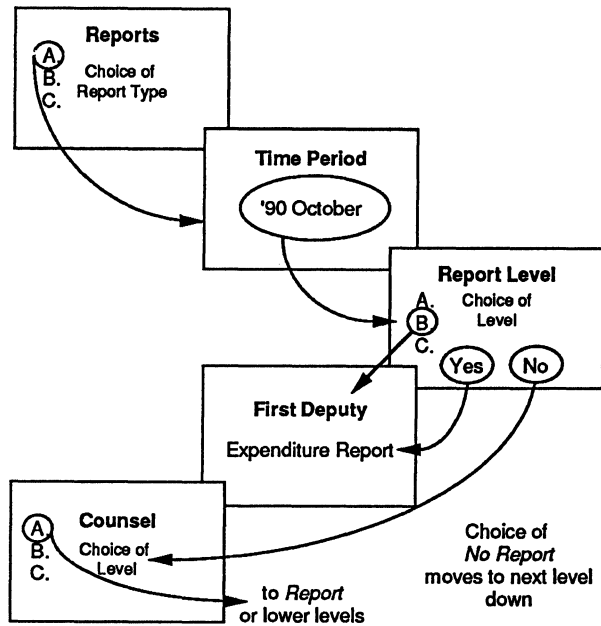 Reports
A.
B.
C.
Choice of
Report Type
Time Period
'90 October
Report Level
A.
B
C.
Choice of
Level
Yes
No
First Deputy
Expenditure Report
Counsel
A.
B.
C.
Choice of
Level
to Report
or lower levels
Choice of
No Report
moves to next level
down